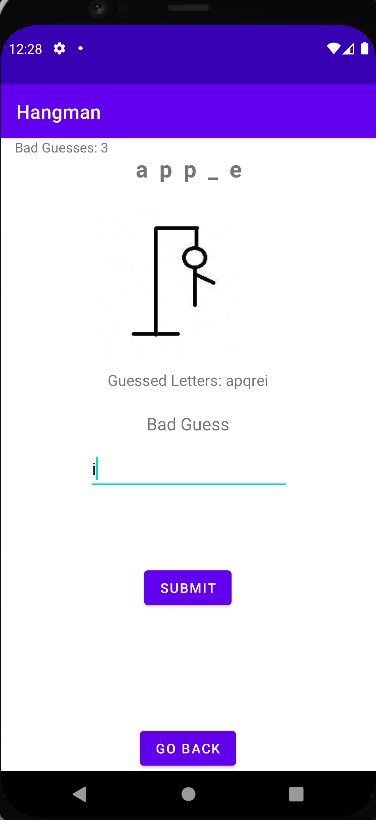 12:28
Hangman
Bad Guesses: 3
a p p _ e
Guessed Letters: apqrei
Bad Guess
i
SUBMIT
GO BACK